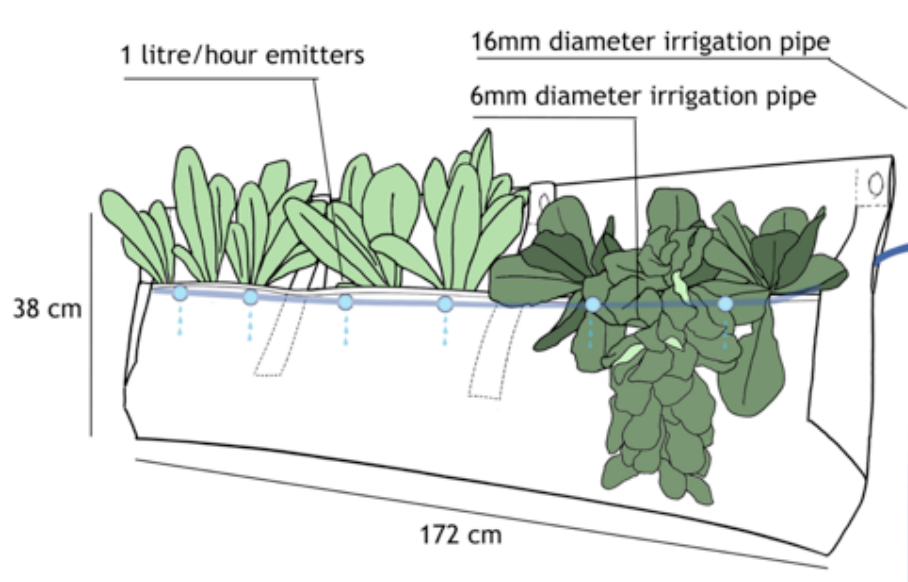 16mm diameter irrigation pipe
1 litre/hour emitters
6mm diameter irrigation pipe
38 cm
172 cm